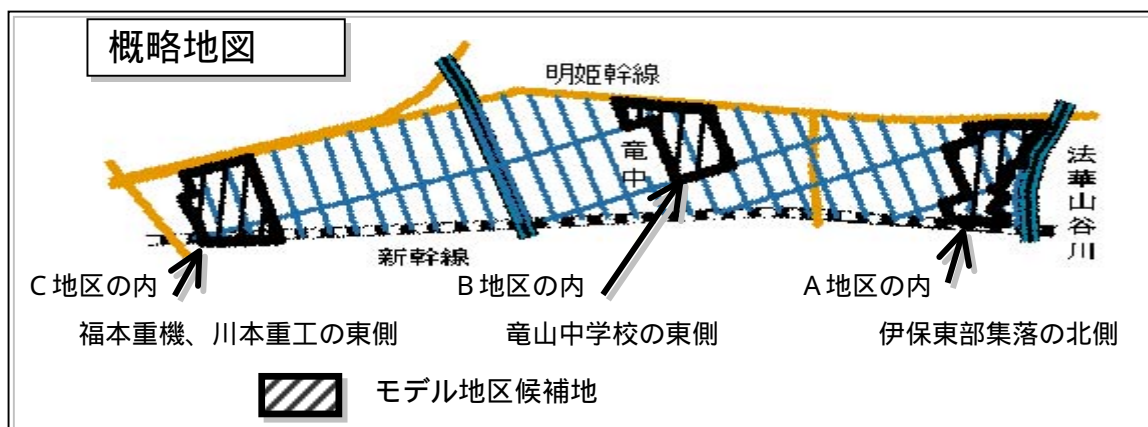 概略地図
明姫幹線
竜中
法華山谷川
新幹線
C地区の内
福本重機、川本重工の東側
B地区の内
竜山中学校の東側
A地区の内
伊保東部集落の北側
モデル地区候補地